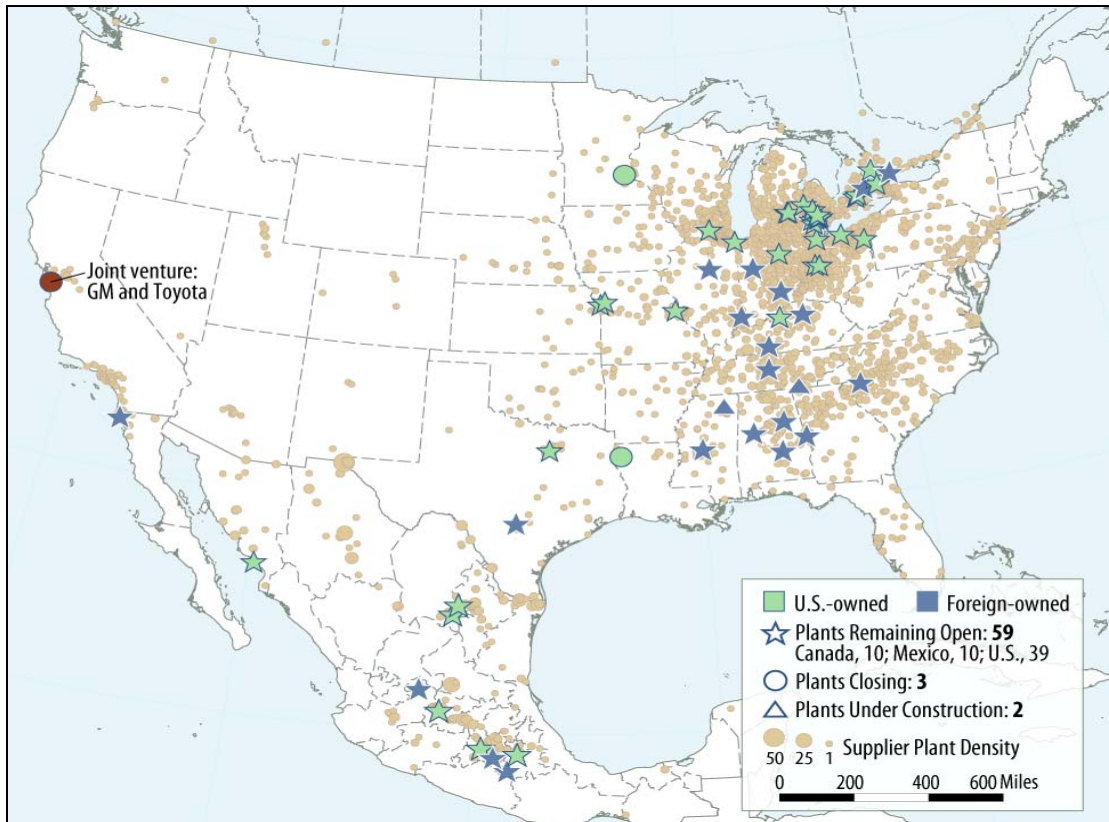 Joint venture:
GM and Toyota
U.S.-owned Foreign-owned
Plants Remaining Open: 59
Canada, 10; Mexico, 10; U.S., 39
Plants Closing: 3
Plants Under Construction: 2
50 25 1 Supplier Plant Density
0 200 400 600 Miles